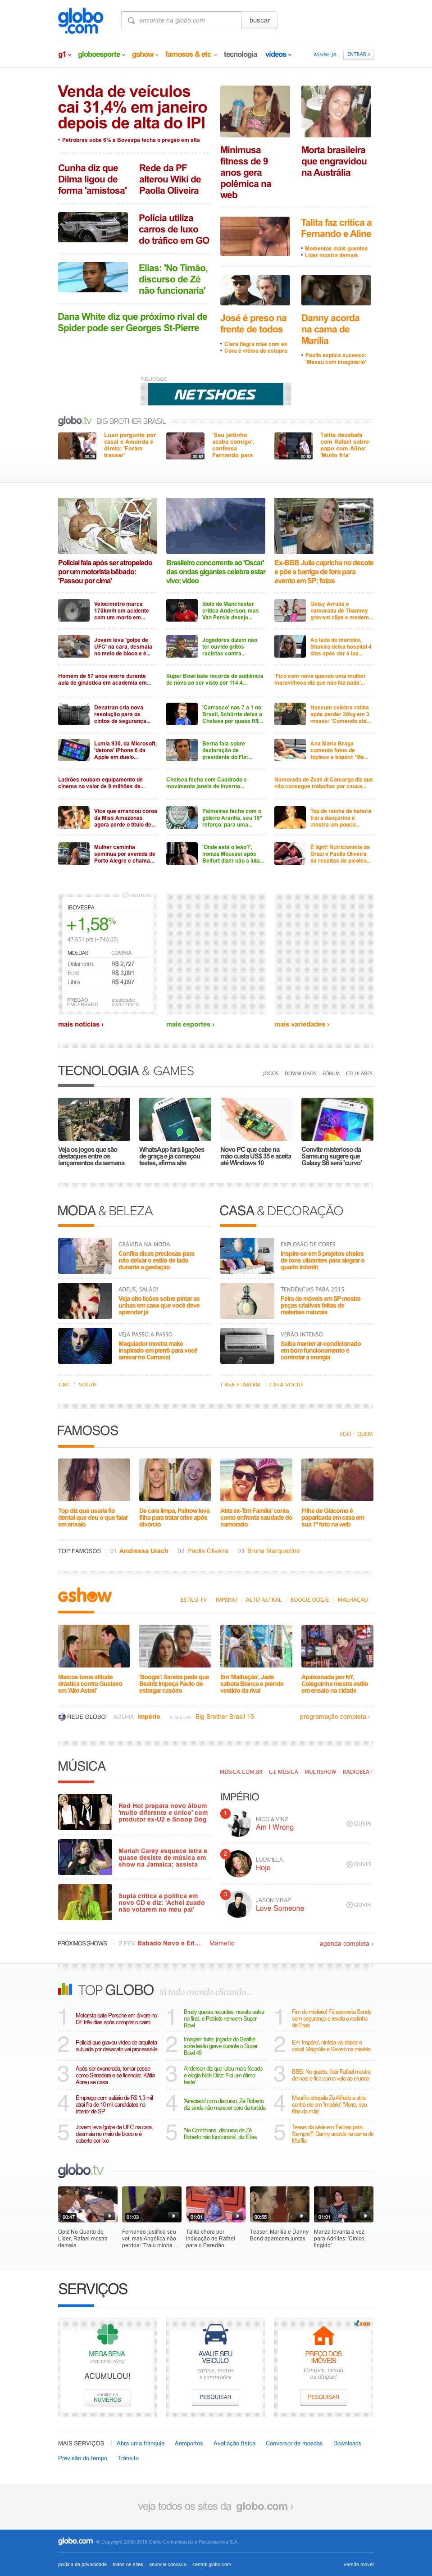 globo
.com
encontre na globo.com
buscar
g1 globoesporte gshow famosos & etc tecnologia vídeos ASSINE JÁ ENTRAR ›
Venda de veículos
cai 31,4% em janeiro
depois de alta do IPI
• Petrobras sobe 6% e Bovespa fecha o pregão em alta
Cunha diz que
Dilma ligou de
forma 'amistosa'
Rede da PF
alterou Wiki de
Paolla Oliveira
Polícia utiliza
carros de luxo
do tráfico em GO
Elias: 'No Timão,
discurso de Zé
não funcionaria'
Dana White diz que próximo rival de
Spider pode ser Georges St-Pierre
Minimusa
fitness de 9
anos gera
polêmica na
web
Morta brasileira
que engravidou
na Austrália
Talita faz crítica a
Fernando e Aline
• Momentos mais quentes
• Líder mostra demais
José é preso na
frente de todos
• Clara flagra mãe com ex
• Cora é vítima de estupro
Danny acorda
na cama de
Marília
• Paolla explica sucesso:
'Mexeu com imaginário'
PUBLICIDADE
NETSHOES
globo.tv BIG BROTHER BRASIL
Luan pergunta por
casal e Amanda é
direta: 'Foram
transar'
'Seu jeitinho
acaba comigo',
confessa
Fernando para
Talita desabafa
com Rafael sobre
papo com Aline:
'Muito fria'
Policial fala após ser atropelado
por um motorista bêbado:
'Passou por cima'
Brasileiro concorrente ao 'Oscar'
das ondas gigantes celebra estar
vivo; vídeo
Ex-BBB Julia capricha no decote
e põe a barriga de fora para
evento em SP; fotos
Velocímetro marca
170km/h em acidente
com um morto em...
Ídolo do Manchester
critica Anderson, mas
Van Persie deseja...
Geisy Arruda e
namorada de Thammy
gravam clipe e medem...
Jovem leva 'golpe de
UFC' na cara, desmaia
no meio de bloco e é...
Jogadores dizem não
ter ouvido gritos
racistas contra...
Ao lado do maridão,
Shakira deixa hospital 4
dias após dar à luz...
Homem de 57 anos morre durante
aula de ginástica em academia em...
Super Bowl bate recorde de audiência
de novo ao ser visto por 114,4...
'Fico com raiva quando uma mulher
maravilhosa diz que não faz nada'...
Denatran cria nova
resolução para os
cintos de segurança...
'Carrasco' nos 7 a 1 no
Brasil, Schürrle deixa o
Chelsea por quase R$...
Hassum celebra rotina
após perder 30kg em 3
meses: 'Comendo até...
Lumia 930, da Microsoft,
'detona' iPhone 6 da
Apple em duelo...
Berna fala sobre
declaração de
presidente do Fla:...
Ana Maria Braga
comenta fotos de
topless e biquíni: 'Me...
Ladrões roubam equipamento de
cinema no valor de 9 milhões de...
Chelsea fecha com Cuadrado e
movimenta janela de inverno...
Namorada de Zezé di Camargo diz que
não consegue trabalhar por causa...
Vice que arrancou coroa
da Miss Amazonas
agora perde o título de...
Palmeiras fecha com o
goleiro Aranha, seu 18º
reforço, para uma...
Top de rainha de bateria
trai a dançarina e
mostra um pouco...
Mulher caminha
seminua por avenida de
Porto Alegre e chama...
'Onde está o leão?',
ironiza Mousasi após
Belfort dizer não a luta...
É light! Nutricionista da
Grazi e Paolla Oliveira
dá receitas de picolés...
IBOVESPA
+1,58%
47.651 pts (+743.05)
MOEDAS COMPRA
Dólar com. R$ 2,727
Euro R$ 3,091
Libra R$ 4,097
PREGÃO
ENCERRADO
mais notícias ›
mais esportes ›
mais variedades ›
TECNOLOGIA & GAMES
JOGOS DOWNLOADS FÓRUM CELULARES
Veja os jogos que são
destaques entre os
lançamentos da semana
WhatsApp fará ligações
de graça e já começou
testes, afirma site
Novo PC que cabe na
mão custa US$ 35 e aceita
até Windows 10
Convite misterioso da
Samsung sugere que
Galaxy S6 será 'curvo'
MODA & BELEZA
GRÁVIDA NA MODA
Confira dicas preciosas para
não deixar o estilo de lado
durante a gestação
ADEUS, SALÃO!
Veja oito lições sobre pintar as
unhas em casa que você deve
aprender já
VEJA PASSO A PASSO
Maquiador mostra make
inspirado em pierrô para você
arrasar no Carnaval
GNT VOGUE
CASA & DECORAÇÃO
EXPLOSÃO DE CORES
Inspire-se em 5 projetos cheios
de tons vibrantes para alegrar o
quarto infantil
TENDÊNCIAS PARA 2015
Feira de móveis em SP mostra
peças criativas feitas de
materiais naturais
VERÃO INTENSO
Saiba manter ar-condicionado
em bom funcionamento e
controlar a energia
CASA E JARDIM CASA VOGUE
FAMOSOS
EGO QUEM
Top diz que usaria fio
dental que deu o que falar
em ensaio
De cara limpa, Paltrow leva
filha para tratar crise após
divórcio
Atriz ex-'Em Família' conta
como enfrenta saudade do
namorado
Filha de Giácomo é
paparicada em casa em
sua 1ª foto na web
TOP FAMOSOS 01 Andressa Urach 02 Paolla Oliveira 03 Bruna Marquezine
gshow
ESTILO TV IMPÉRIO ALTO ASTRAL BOOGIE OOGIE MALHAÇÃO
Marcos toma atitude
drástica contra Gustavo
em 'Alto Astral'
'Boogie': Sandra pede que
Beatriz impeça Paulo de
estragar casório
Em 'Malhação', Jade
sabota Bianca e prende
vestido da rival
Apaixonada por NY,
Coleguinha mostra estilo
em ensaio na cidade
REDE GLOBO AGORA Império A SEGUIR Big Brother Brasil 15 programação completa ›
MÚSICA
MÚSICA.COM.BR G1 MÚSICA MULTISHOW RADIOBEAT
Red Hot prepara novo álbum
'muito diferente e único' com
produtor ex-U2 e Snoop Dog
Mariah Carey esquece letra e
quase desiste de música em
show na Jamaica; assista
Supla critica a política em
novo CD e diz: 'Achei zuado
não votarem no meu pai'
IMPÉRIO
1 NICO & VINZ
Am I Wrong
OUVIR
2 LUDMILLA
Hoje
OUVIR
3 JASON MRAZ
Love Someone
OUVIR
PRÓXIMOS SHOWS 2 FEV Babado Novo e Eri... Mametto agenda completa ›
TOP GLOBO tá todo mundo clicando...
1 Motorista bate Porsche em árvore no
DF três dias após comprar o carro
2 Policial que gravou vídeo de arquiteta
autuada por desacato vai processá-la
3 Após ser exonerada, tomar posse
como Senadora e se licenciar, Kátia
Abreu se casa
4 Emprego com salário de R$ 1,3 mil
atrai fila de 10 mil candidatos no
interior de SP
5 Jovem leva 'golpe de UFC' na cara,
desmaia no meio de bloco e é
coberto por lixo
1 Brady quebra recordes, novato salva
no final, e Patriots vencem Super
Bowl
2 Imagem forte: jogador do Seattle
sofre lesão grave durante o Super
Bowl 49
3 Anderson diz que lutou mais focado
e elogia Nick Diaz: 'Foi um ótimo
teste'
4 'Arrepiado' com discurso, Zé Roberto
diz ainda não merecer coro da torcida
5 'No Corinthians, discurso de Zé
Roberto não funcionaria', diz Elias
1 Fim do mistério! Fã aproveita Sandy
sem segurança e revela o rostinho
de Theo
2 Em 'Império', ninfeta vai deixar o
casal Magnólia e Severo na miséria
3 BBB: No quarto, líder Rafael mostra
demais e fica como veio ao mundo
4 Maurílio atropela Zé Alfredo e atira
contra ele em 'Império': 'Morre, seu
filho da mãe'
5 Teaser da série em 'Felizes para
Sempre?': Danny acorda na cama de
Marília
globo.tv
00:47
01:03
01:01
00:55
01:01
Ops! No Quarto do
Líder, Rafael mostra
demais
Fernando justifica seu
vot, mas Angélica não
perdoa: 'Traiu minha ...
Talita chora por
indicação de Rafael
para o Paredão
Teaser: Marília e Danny
Bond aparecem juntas
Mariza levanta a voz
para Adrilles: 'Cínico,
fingido'
SERVIÇOS
MEGA SENA
ACUMULOU!
confira os
NÚMEROS
AVALIE SEU
VEÍCULO
carros, motos
e caminhões
PESQUISAR
zap
PREÇO DOS
IMÓVEIS
Compre, venda
ou alugue!
PESQUISAR
MAIS SERVIÇOS Abra uma franquia Aeroportos Avaliação física Conversor de moedas Downloads
Previsão do tempo Trânsito
veja todos os sites da globo.com ›
globo.com © Copyright 2000-2015 Globo Comunicação e Participações S.A.
política de privacidade todos os sites anuncie conosco central globo.com versão móvel